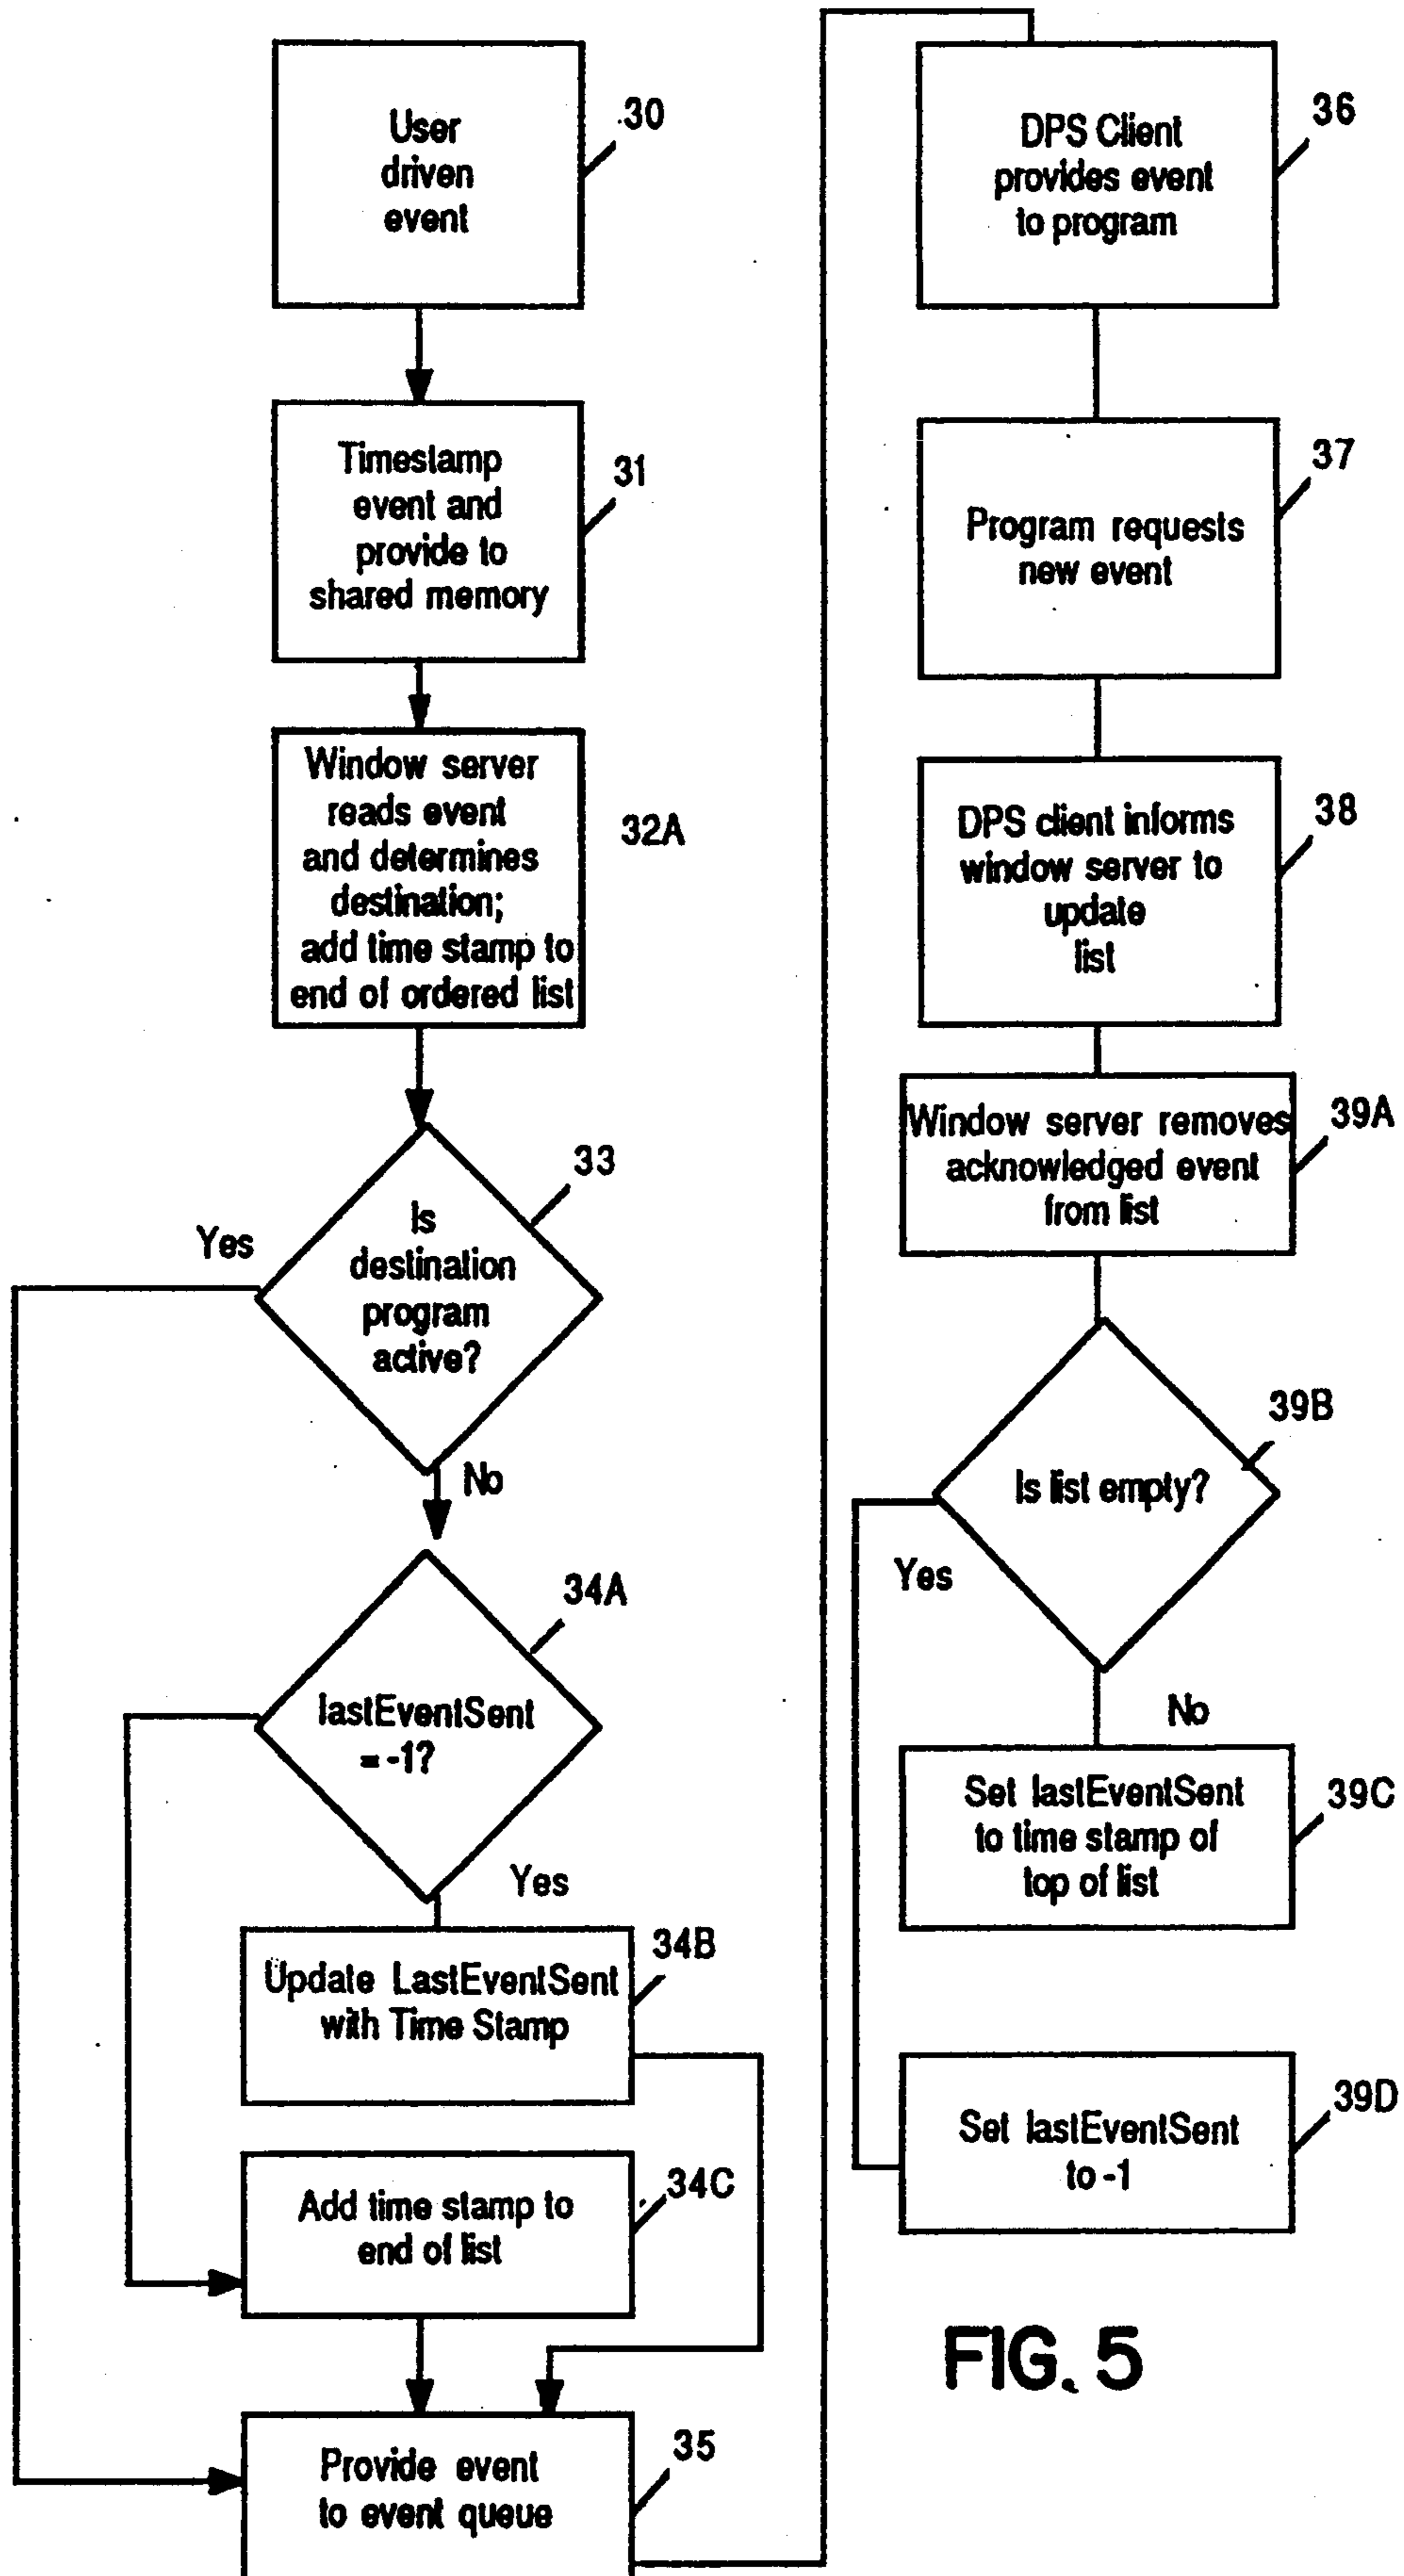 User
driven
event
30
Timestamp
event and
provide to
shared memory
31
Window server
reads event
and determines
destination;
add time stamp to
end of ordered list
32A
Is
destination
program
active?
33
Yes
No
lastEventSent
= -1?
34A
Yes
Update LastEventSent
with Time Stamp
34B
Add time stamp to
end of list
34C
Provide event
to event queue
35
DPS Client
provides event
to program
36
Program requests
new event
37
DPS client informs
window server to
update
list
38
Window server removes
acknowledged event
from list
39A
Is list empty?
39B
Yes
No
Set lastEventSent
to time stamp of
top of list
39C
Set lastEventSent
to -1
39D
FIG. 5